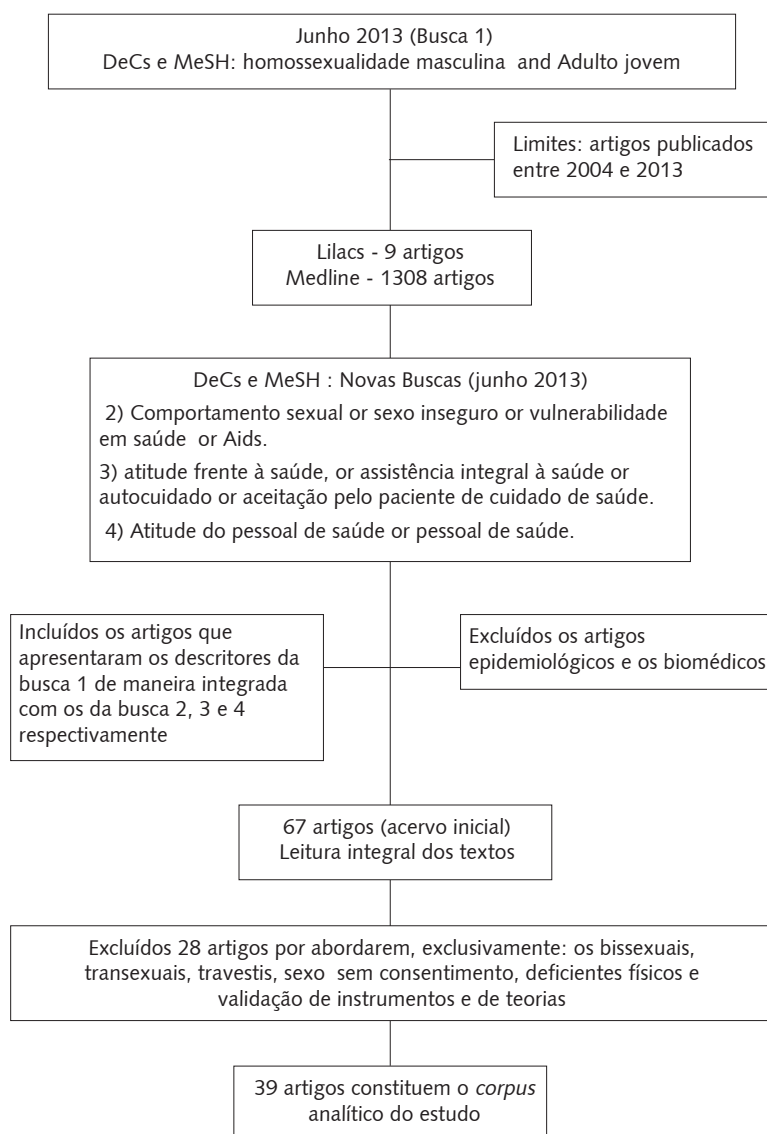 Junho 2013 (Busca 1)
DeCs e MeSH: homossexualidade masculina and Adulto jovem
Limites: artigos publicados
entre 2004 e 2013
Lilacs - 9 artigos
Medline - 1308 artigos
DeCs e MeSH : Novas Buscas (junho 2013)
2) Comportamento sexual or sexo inseguro or vulnerabilidade
em saúde or Aids.
3) atitude frente à saúde, or assistência integral à saúde or
autocuidado or aceitação pelo paciente de cuidado de saúde.
4) Atitude do pessoal de saúde or pessoal de saúde.
Incluídos os artigos que
apresentaram os descritores da
busca 1 de maneira integrada
com os da busca 2, 3 e 4
respectivamente
Excluídos os artigos
epidemiológicos e os biomédicos
67 artigos (acervo inicial)
Leitura integral dos textos
Excluídos 28 artigos por abordarem, exclusivamente: os bissexuais,
transexuais, travestis, sexo sem consentimento, deficientes físicos e
validação de instrumentos e de teorias
39 artigos constituem o corpus
analítico do estudo